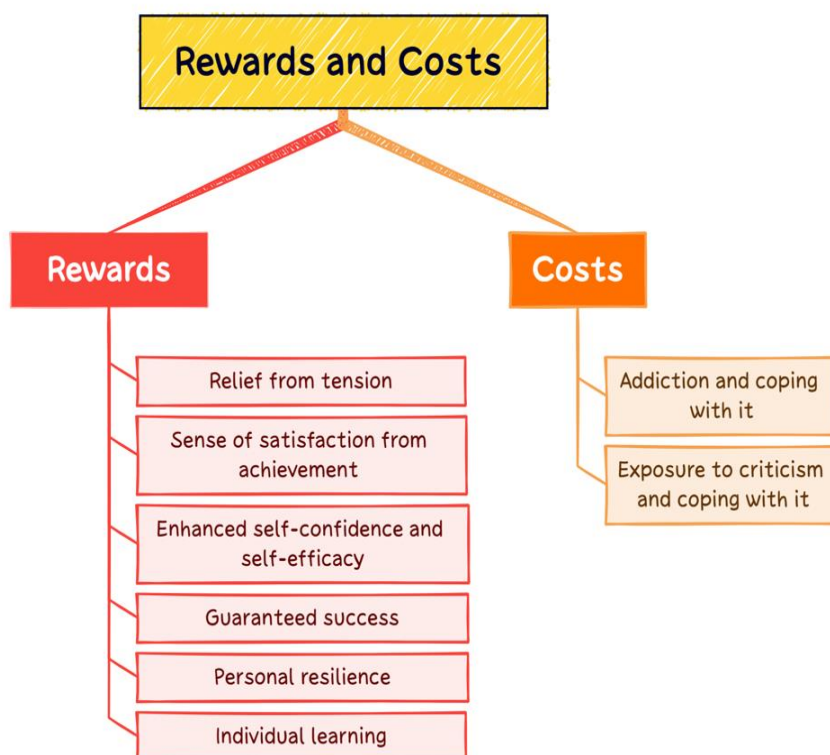 Rewards and Costs
Rewards
Costs
Relief from tension
Sense of satisfaction from
achievement
Enhanced self-confidence and
self-efficacy
Guaranteed success
Personal resilience
Individual learning
Addiction and coping
with it
Exposure to criticism
and coping with it